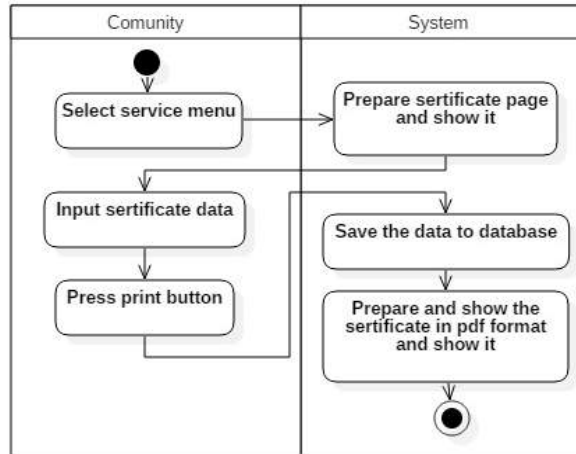 Comunity
System
Select service menu
Prepare sertificate page
and show it
Input sertificate data
Save the data to database
Press print button
Prepare and show the
sertificate in pdf format
and show it